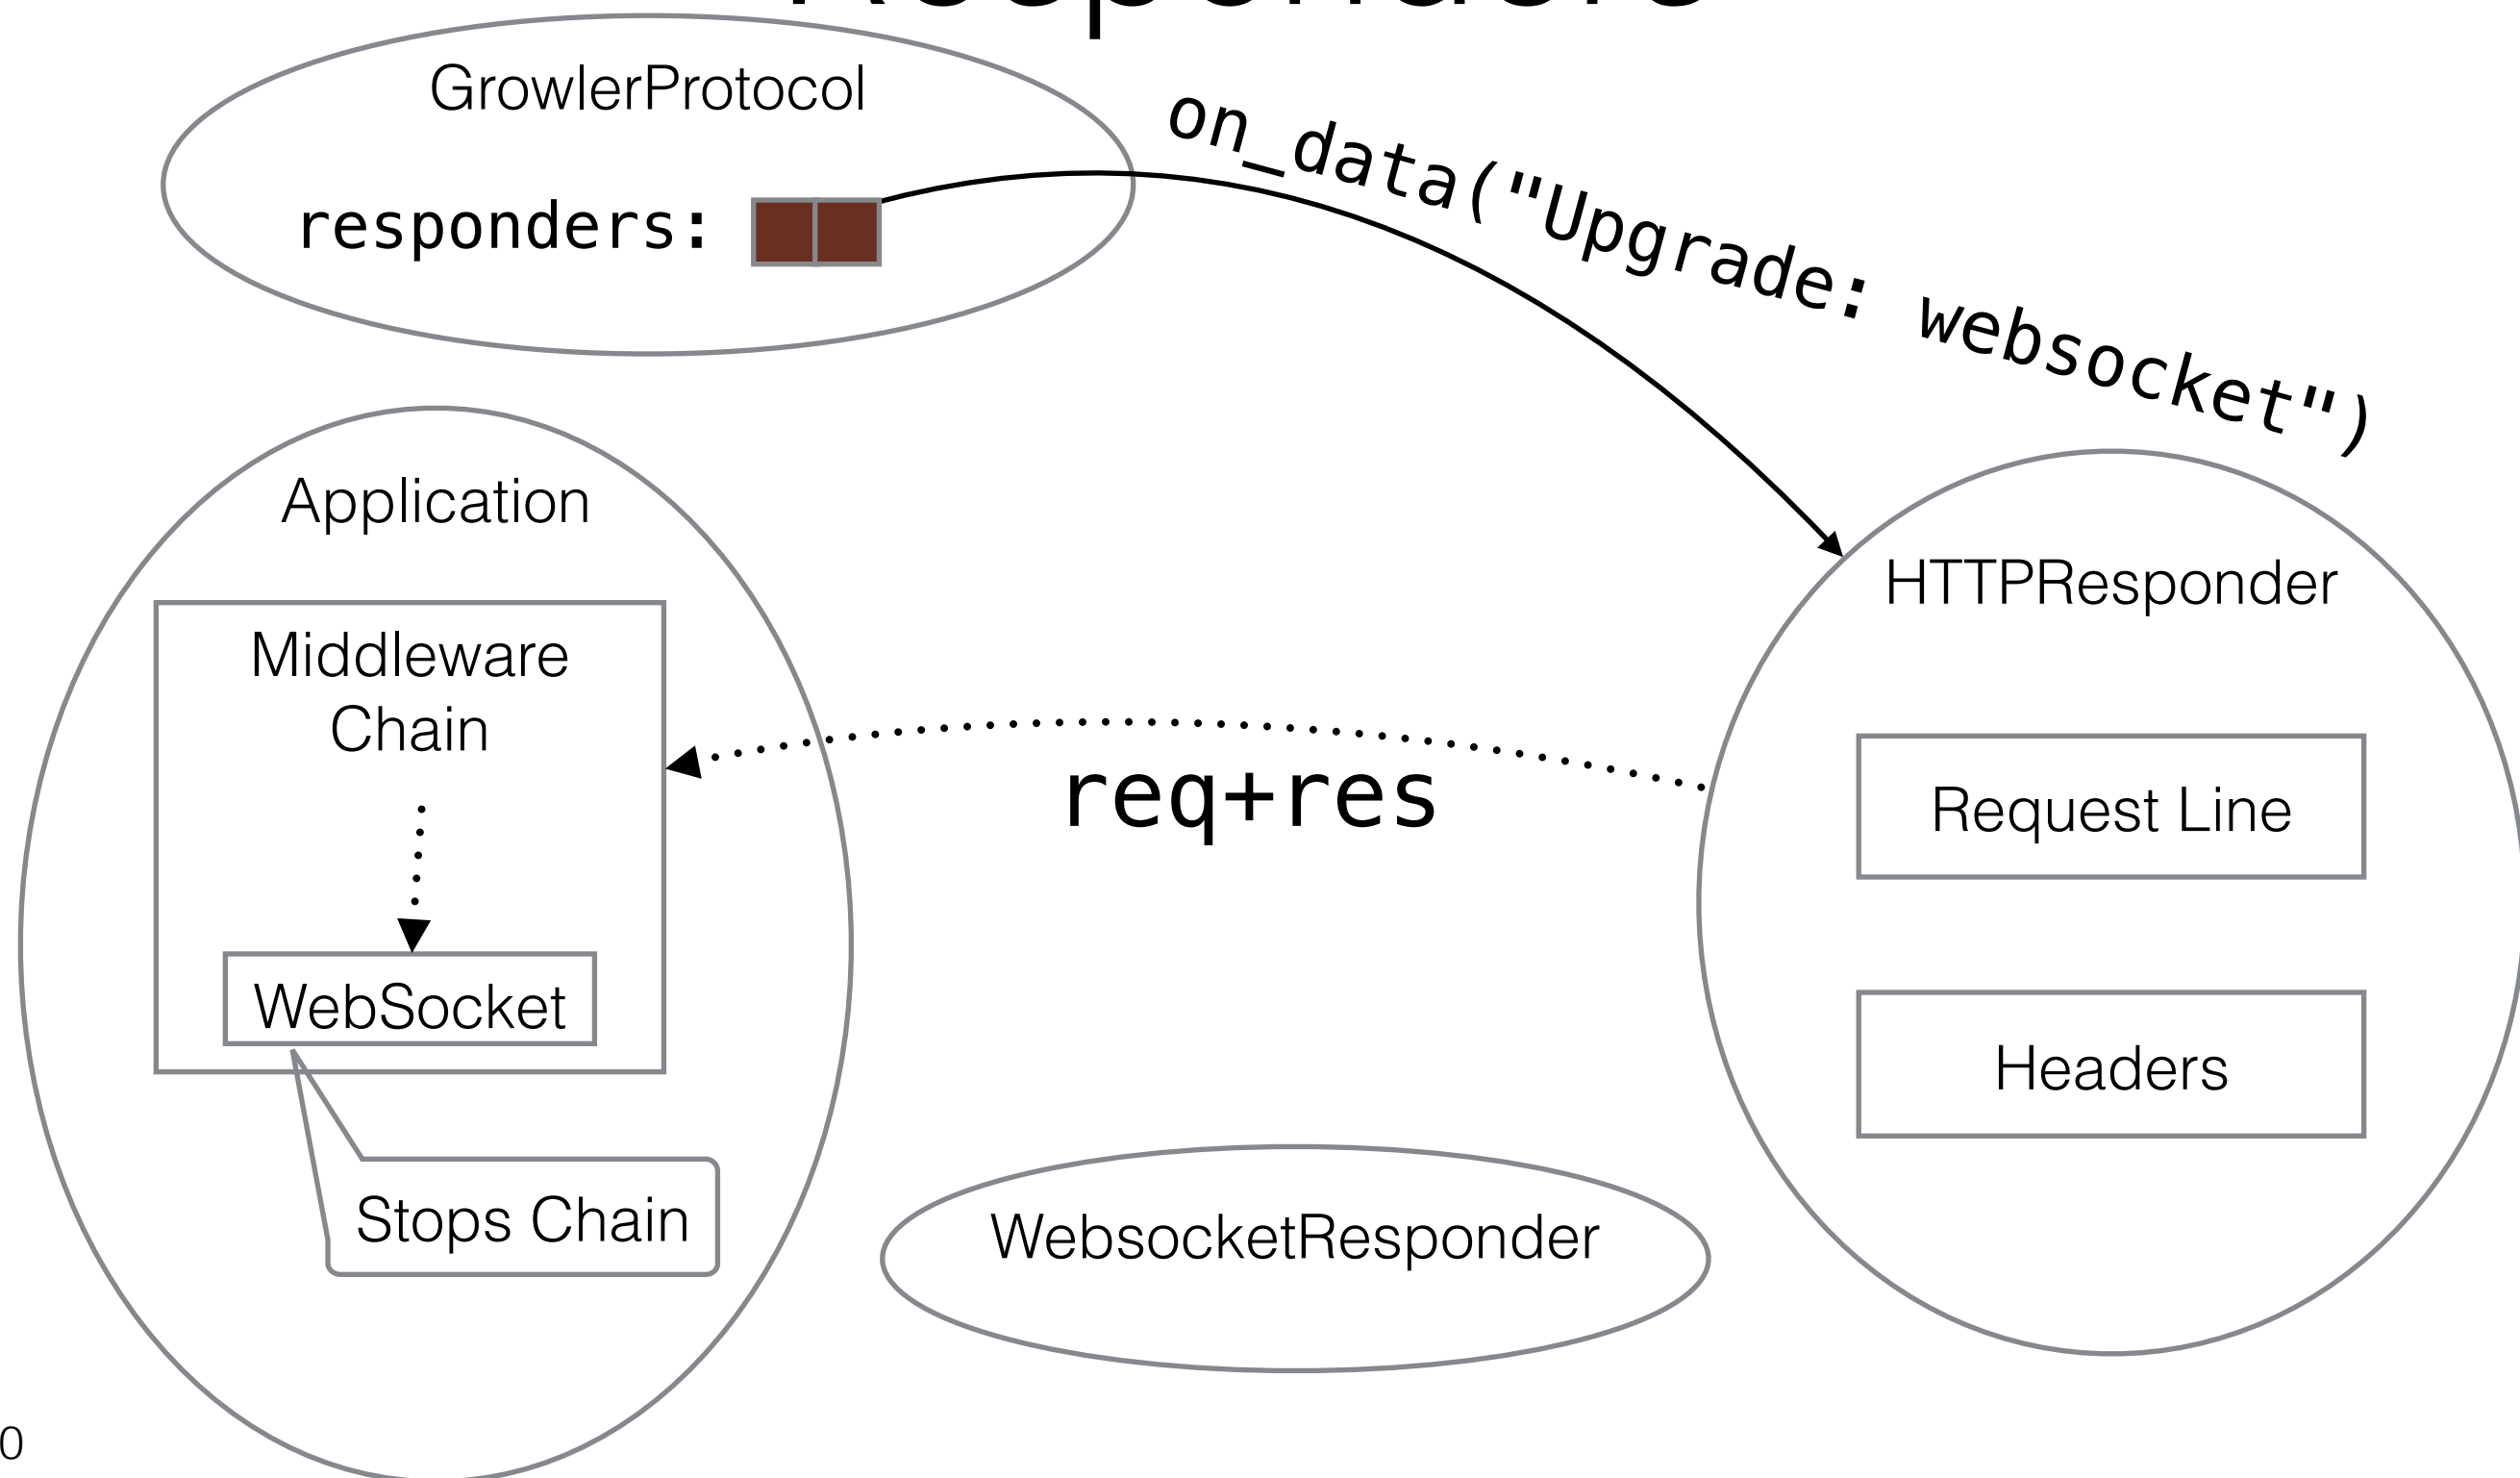 GrowlerProtocol
responders:
on_data("Upgrade: websocket")
Application
Middleware
Chain
WebSocket
Stops Chain
req+res
HTTPResponder
Request Line
Headers
WebsocketResponder
0